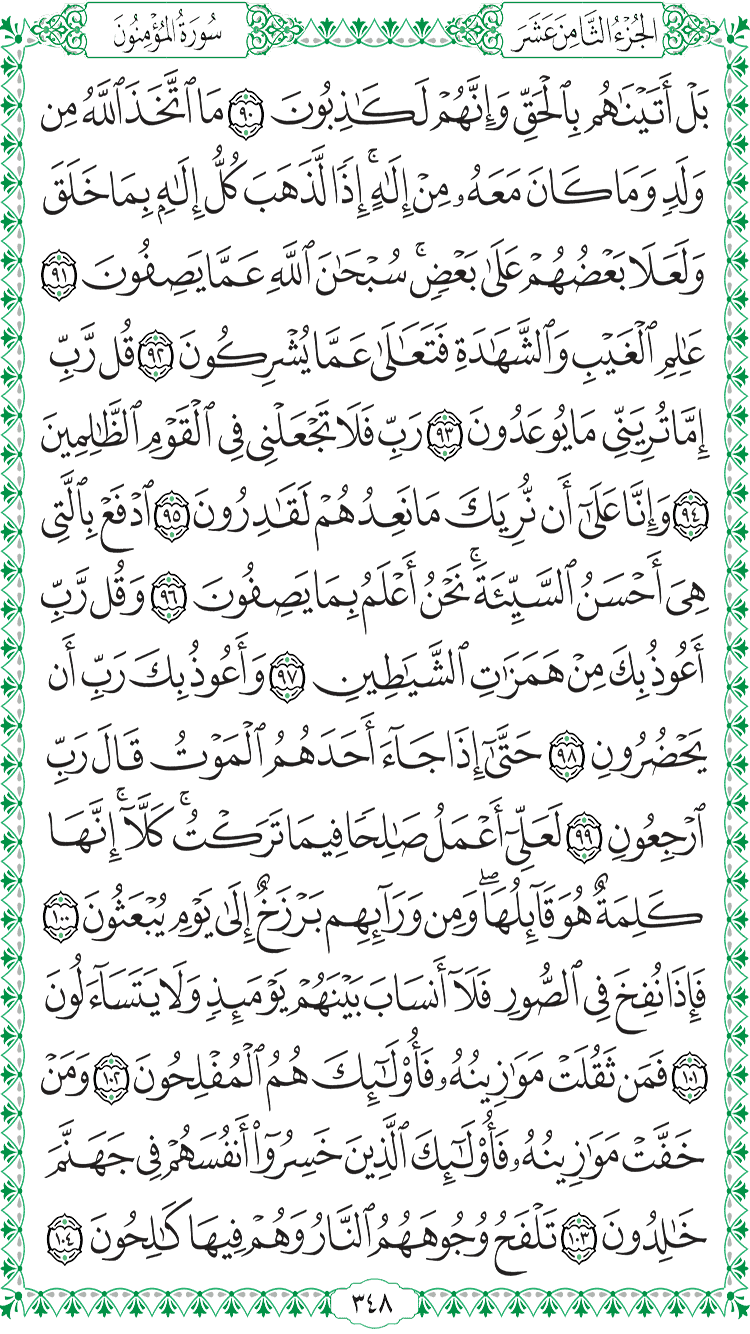 الجُزْءُ الثَّامِنَ عَشَرَ
سُورَةُ المُؤْمِنُونَ
بَلۡ أَتَيۡنَٰهُم بِٱلۡحَقِّ وَإِنَّهُمۡ لَكَٰذِبُونَ ٩٠ مَا ٱتَّخَذَ ٱللَّهُ مِن
وَلَدٖ وَمَا كَانَ مَعَهُۥ مِنۡ إِلَٰهٍۚ إِذٗا لَّذَهَبَ كُلُّ إِلَٰهِۭ بِمَا خَلَقَ
وَلَعَلَا بَعۡضُهُمۡ عَلَىٰ بَعۡضٖۚ سُبۡحَٰنَ ٱللَّهِ عَمَّا يَصِفُونَ ٩١
عَٰلِمِ ٱلۡغَيۡبِ وَٱلشَّهَٰدَةِ فَتَعَٰلَىٰ عَمَّا يُشۡرِكُونَ ٩٢ قُل رَّبِّ
إِمَّا تُرِيَنِّي مَا يُوعَدُونَ ٩٣ رَبِّ فَلَا تَجۡعَلۡنِي فِي ٱلۡقَوۡمِ ٱلظَّٰلِمِينَ
٩٤ وَإِنَّا عَلَىٰٓ أَن نُّرِيَكَ مَا نَعِدُهُمۡ لَقَٰدِرُونَ ٩٥ ٱدۡفَعۡ بِٱلَّتِي
هِيَ أَحۡسَنُ ٱلسَّيِّئَةَۚ نَحۡنُ أَعۡلَمُ بِمَا يَصِفُونَ ٩٦ وَقُل رَّبِّ
أَعُوذُ بِكَ مِنۡ هَمَزَٰتِ ٱلشَّيَٰطِينِ ٩٧ وَأَعُوذُ بِكَ رَبِّ أَن
يَحۡضُرُونِ ٩٨ حَتَّىٰٓ إِذَا جَآءَ أَحَدَهُمُ ٱلۡمَوۡتُ قَالَ رَبِّ
ٱرۡجِعُونِ ٩٩ لَعَلِّيٓ أَعۡمَلُ صَٰلِحٗا فِيمَا تَرَكۡتُۚ كَلَّآۚ إِنَّهَا
كَلِمَةٌ هُوَ قَآئِلُهَاۖ وَمِن وَرَآئِهِم بَرۡزَخٌ إِلَىٰ يَوۡمِ يُبۡعَثُونَ ١٠٠
فَإِذَا نُفِخَ فِي ٱلصُّورِ فَلَآ أَنسَابَ بَيۡنَهُمۡ يَوۡمَئِذٖ وَلَا يَتَسَآءَلُونَ
١٠١ فَمَن ثَقُلَتۡ مَوَٰزِينُهُۥ فَأُوْلَٰٓئِكَ هُمُ ٱلۡمُفۡلِحُونَ ١٠٢ وَمَنۡ
خَفَّتۡ مَوَٰزِينُهُۥ فَأُوْلَٰٓئِكَ ٱلَّذِينَ خَسِرُوٓاْ أَنفُسَهُمۡ فِي جَهَنَّمَ
خَٰلِدُونَ ١٠٣ تَلۡفَحُ وُجُوهَهُمُ ٱلنَّارُ وَهُمۡ فِيهَا كَٰلِحُونَ ١٠٤
٣٤٨